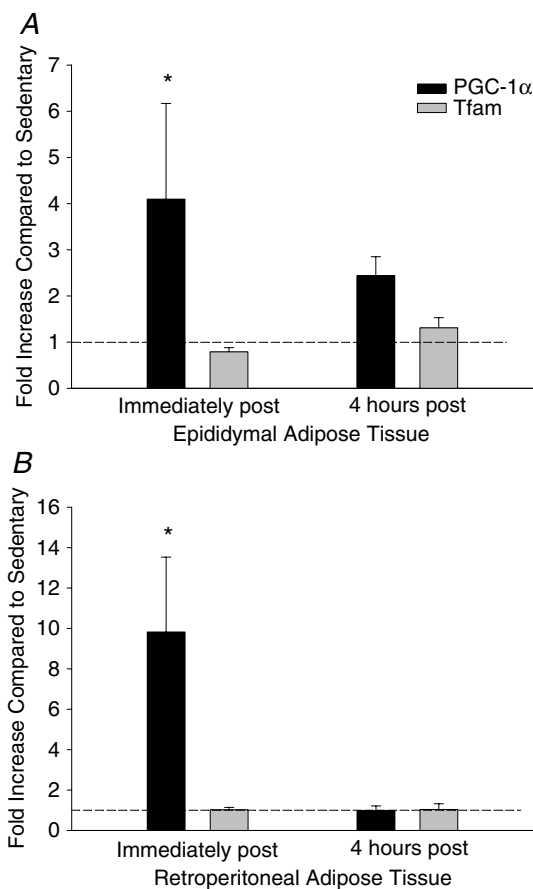 A
Fold Increase Compared to Sedentary
7
6
5
4
3
2
1
0
*
PGC-1α
Tfam
Immediately post
4 hours post
Epididymal Adipose Tissue
B
Fold Increase Compared to Sedentary
16
14
12
10
8
6
4
2
0
*
Immediately post
4 hours post
Retroperitoneal Adipose Tissue